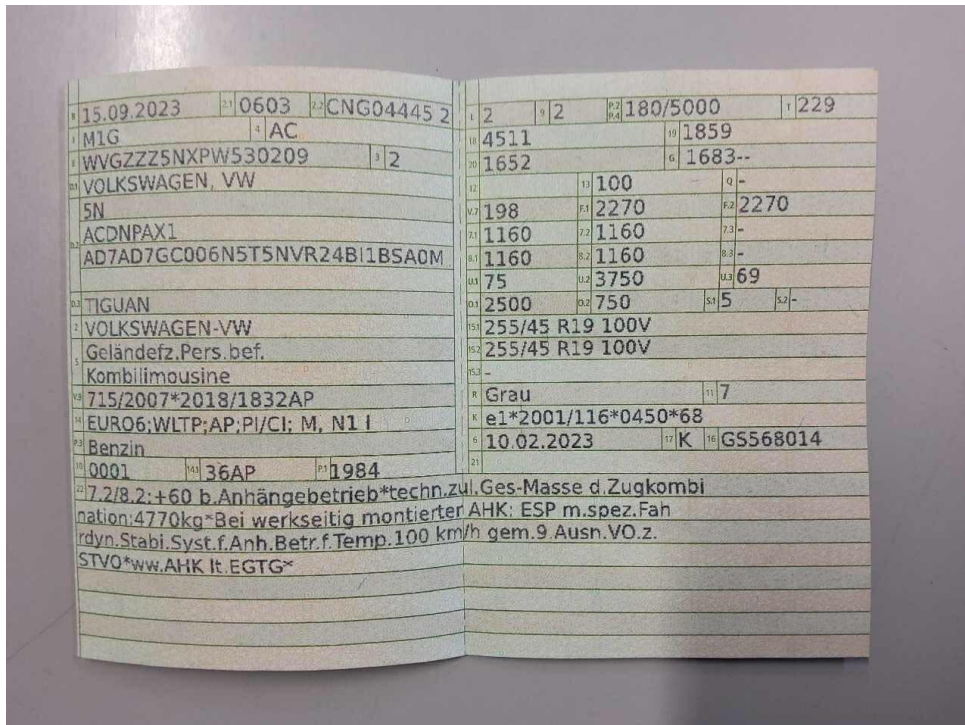 B 15.09.2023 2.1 0603 2.2 CNG04445 2
J M1G 4 AC
E WVGZZZ5NXPW530209 3 2
D.1 VOLKSWAGEN, VW
5N
D.2 ACDNPAX1
AD7AD7GC006N5T5NVR24BI1BSA0M
D.3 TIGUAN
2 VOLKSWAGEN-VW
5 Geländefz.Pers.bef.
Kombilimousine
V.9 715/2007*2018/1832AP
14 EURO6;WLTP;AP;PI/CI; M, N1 I
P.3 Benzin
10 0001 14.1 36AP P.1 1984
L 2 9 2 P.2 P.4 180/5000 T 229
18 4511 19 1859
20 1652 G 1683--
12 13 100 Q -
V.7 198 F.1 2270 F.2 2270
7.1 1160 7.2 1160 7.3 -
8.1 1160 8.2 1160 8.3 -
U.1 75 U.2 3750 U.3 69
O.1 2500 O.2 750 S.1 5 S.2 -
15.1 255/45 R19 100V
15.2 255/45 R19 100V
15.3 -
R Grau 11 7
K e1*2001/116*0450*68
6 10.02.2023 17 K 16 GS568014
21
22 7.2/8.2:+60 b.Anhängebetrieb*techn.zul.Ges-Masse d.Zugkombi
nation:4770kg*Bei werkseitig montierter AHK: ESP m.spez.Fah
rdyn.Stabi.Syst.f.Anh.Betr.f.Temp.100 km/h gem.9.Ausn.VO.z.
STVO*ww.AHK lt.EGTG*